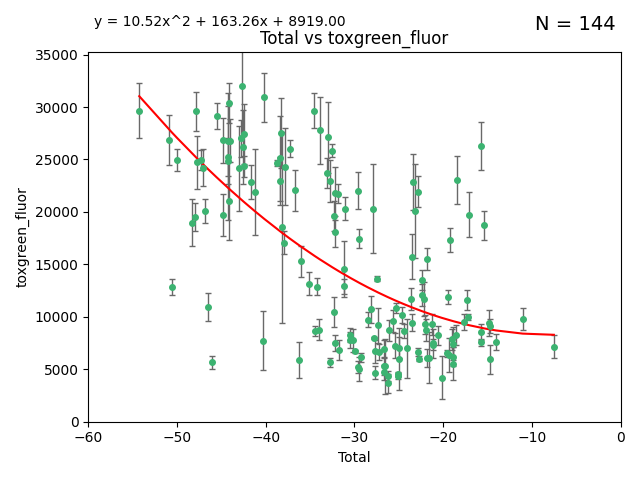 y = 10.52x^2 + 163.26x + 8919.00
N = 144
Total vs toxgreen_fluor
35000
30000
25000
20000
15000
10000
5000
0
toxgreen_fluor
−60 −50 −40 −30 −20 −10 0
Total